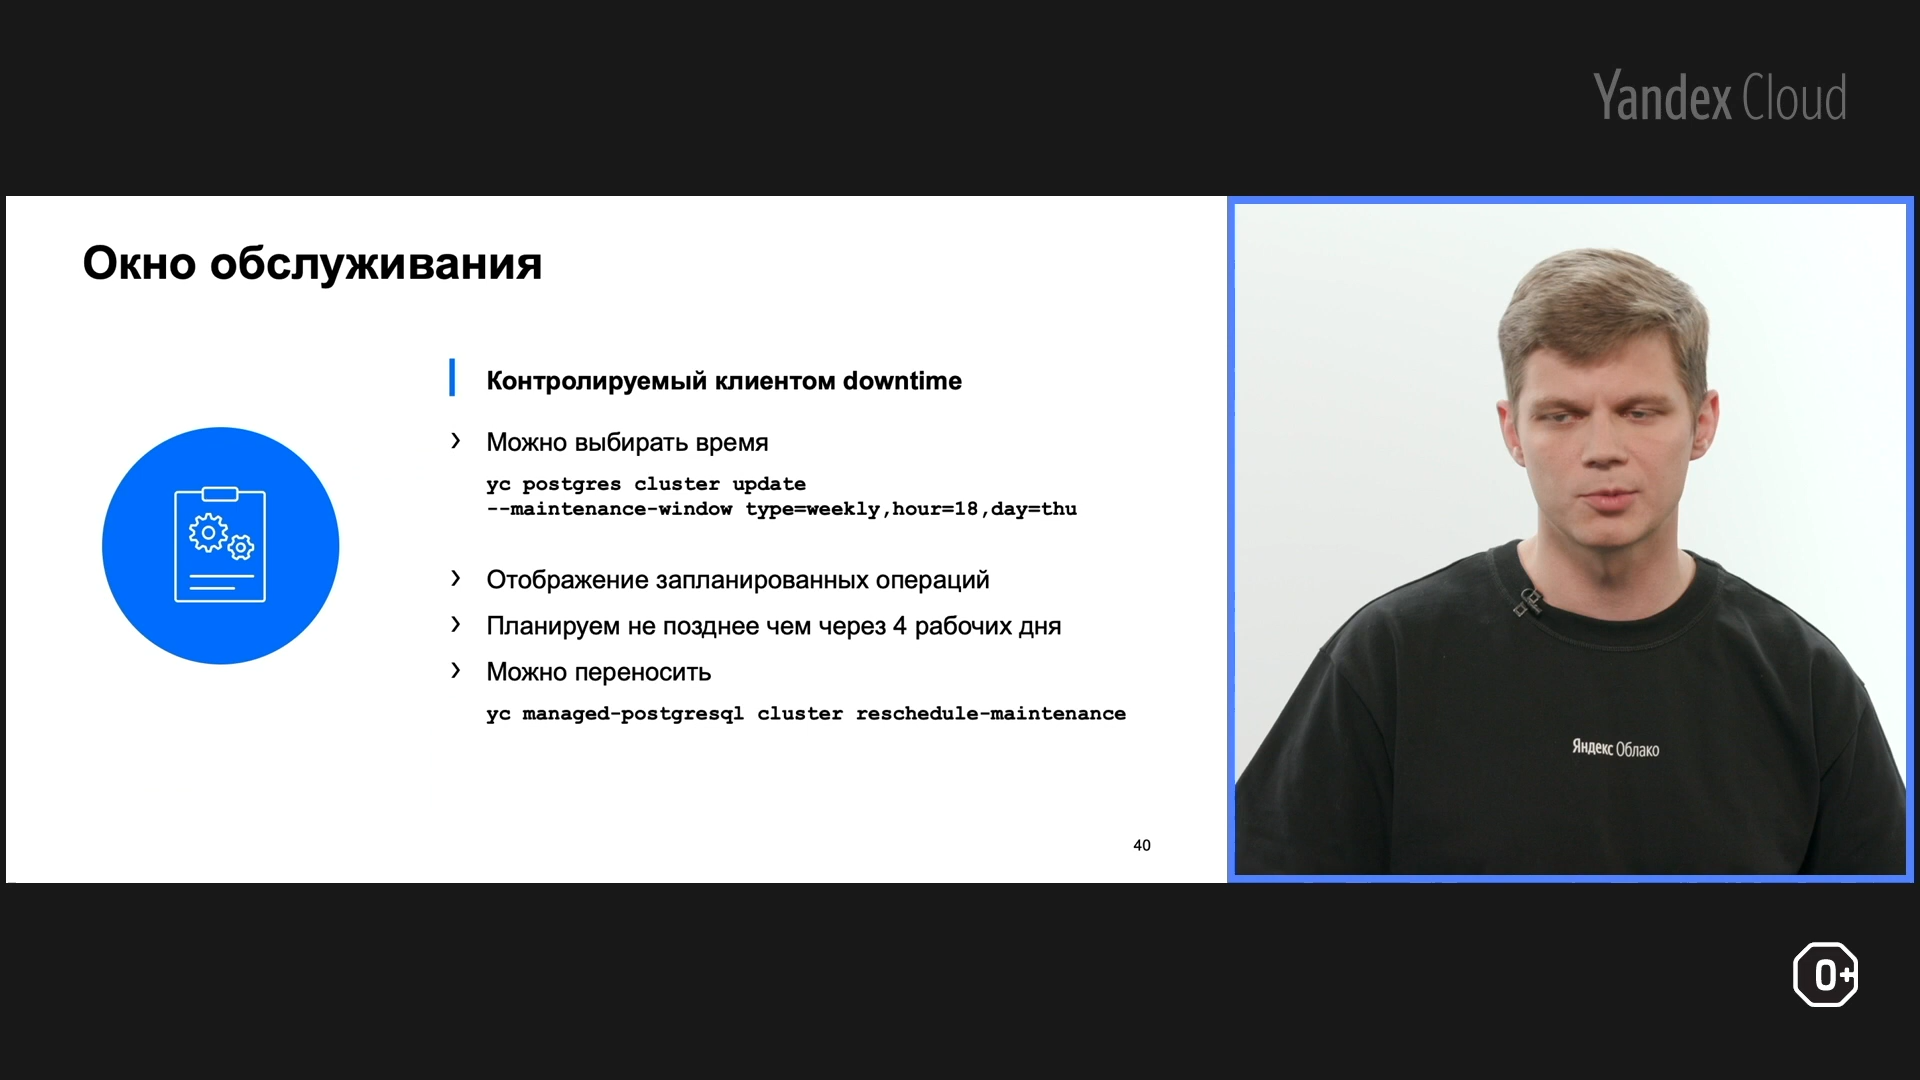 Yandex Cloud
Окно обслуживания
Контролируемый клиентом downtime
› Можно выбирать время
yc postgres cluster update
--maintenance-window type=weekly,hour=18,day=thu
› Отображение запланированных операций
› Планируем не позднее чем через 4 рабочих дня
› Можно переносить
yc managed-postgresql cluster reschedule-maintenance
40
Яндекс Облако
0+